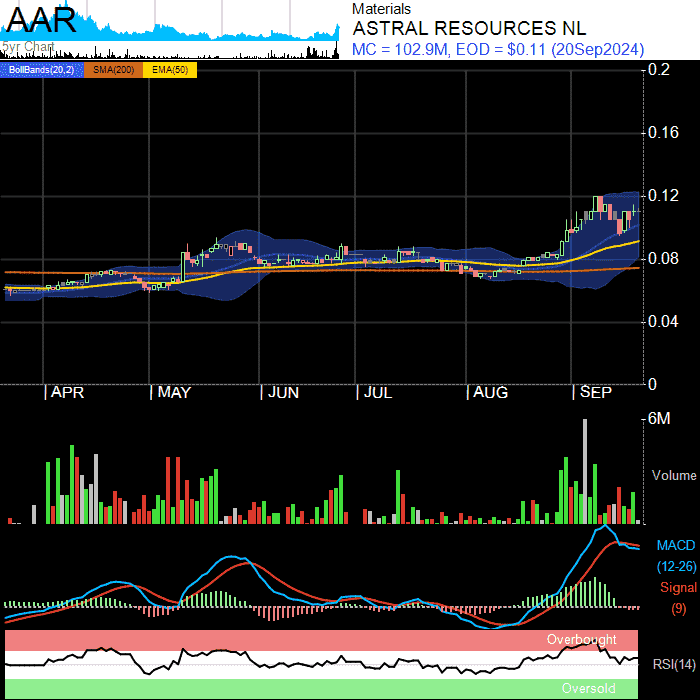 AAR
5yr Chart
Materials
ASTRAL RESOURCES NL
MC = 102.9M, EOD = $0.11 (20Sep2024)
BollBands(20,2) SMA(200) EMA(50)
0.2
0.16
0.12
0.08
0.04
0
APR MAY JUN JUL AUG SEP
6M
Volume
MACD
(12-26)
Signal
(9)
Overbought
RSI(14)
Oversold